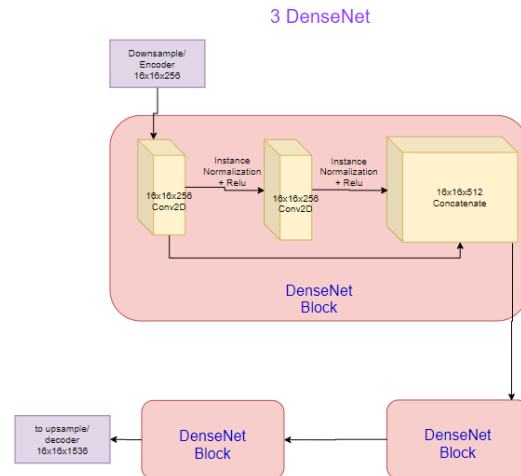 3 DenseNet
Downsample/
Encoder
16x16x256
Instance
Normalization
+ Relu
Instance
Normalization
+ Relu
16x16x256
Conv2D
16x16x256
Conv2D
16x16x512
Concatenate
DenseNet
Block
to upsample/
decoder
16x16x1536
DenseNet
Block
DenseNet
Block